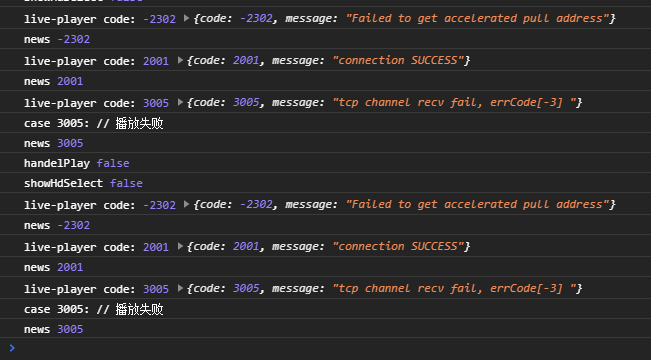 showHdSelect false
live-player code: -2302 ▶{code: -2302, message: "Failed to get accelerated pull address"}
news -2302
live-player code: 2001 ▶{code: 2001, message: "connection SUCCESS"}
news 2001
live-player code: 3005 ▶{code: 3005, message: "tcp channel recv fail, errCode[-3] "}
case 3005: // 播放失败
news 3005
handelPlay false
showHdSelect false
live-player code: -2302 ▶{code: -2302, message: "Failed to get accelerated pull address"}
news -2302
live-player code: 2001 ▶{code: 2001, message: "connection SUCCESS"}
news 2001
live-player code: 3005 ▶{code: 3005, message: "tcp channel recv fail, errCode[-3] "}
case 3005: // 播放失败
news 3005
>